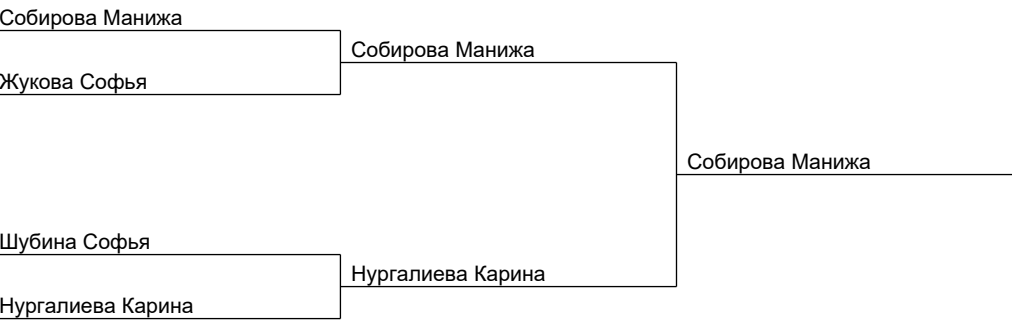 Собирова Манижа
Собирова Манижа
Жукова Софья
Собирова Манижа
Шубина Софья
Нургалиева Карина
Нургалиева Карина